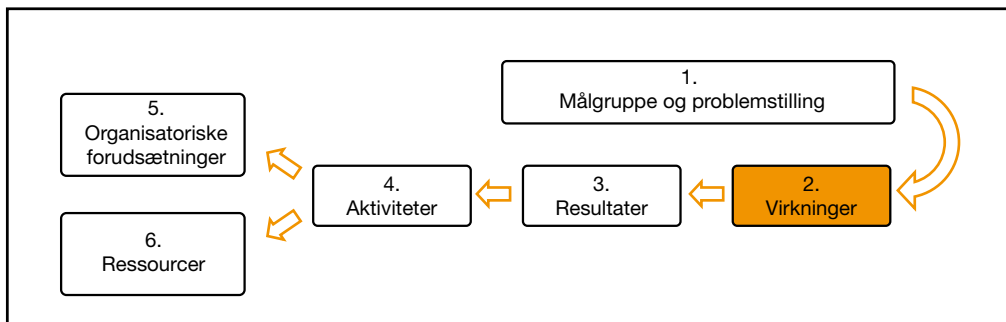 1.
Målgruppe og problemstilling
2.
Virkninger
3.
Resultater
4.
Aktiviteter
5.
Organisatoriske
forudsætninger
6.
Ressourcer